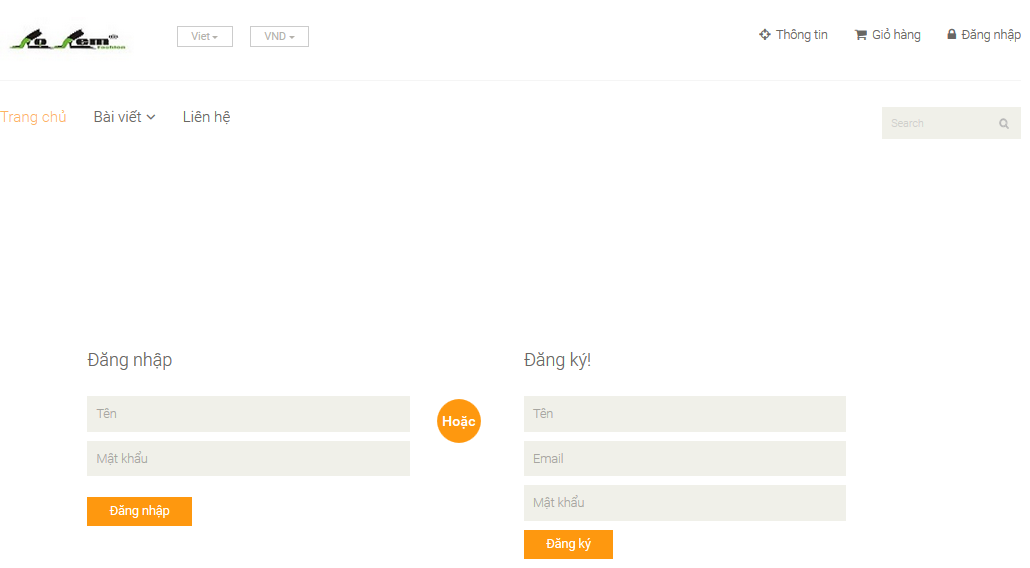 Viet
VND
Thông tin
Giỏ hàng
Đăng nhập
Trang chủ
Bài viết
Liên hệ
Search
Đăng nhập
Tên
Mật khẩu
Đăng nhập
Hoặc
Đăng ký!
Tên
Email
Mật khẩu
Đăng ký